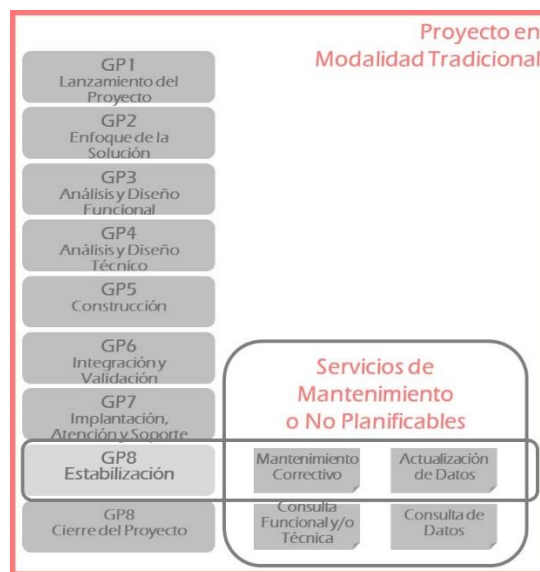 Proyecto en
Modalidad Tradicional
GP1
Lanzamiento del
Proyecto
GP2
Enfoque de la
Solución
GP3
Análisis y Diseño
Funcional
GP4
Análisis y Diseño
Técnico
GP5
Construcción
GP6
Integración y
Validación
GP7
Implantación,
Atención y Soporte
GP8
Estabilización
GP8
Cierre del Proyecto
Servicios de
Mantenimiento
o No Planificables
Mantenimiento
Correctivo
Actualización
de Datos
Consulta
Funcional y/o
Técnica
Consulta de
Datos